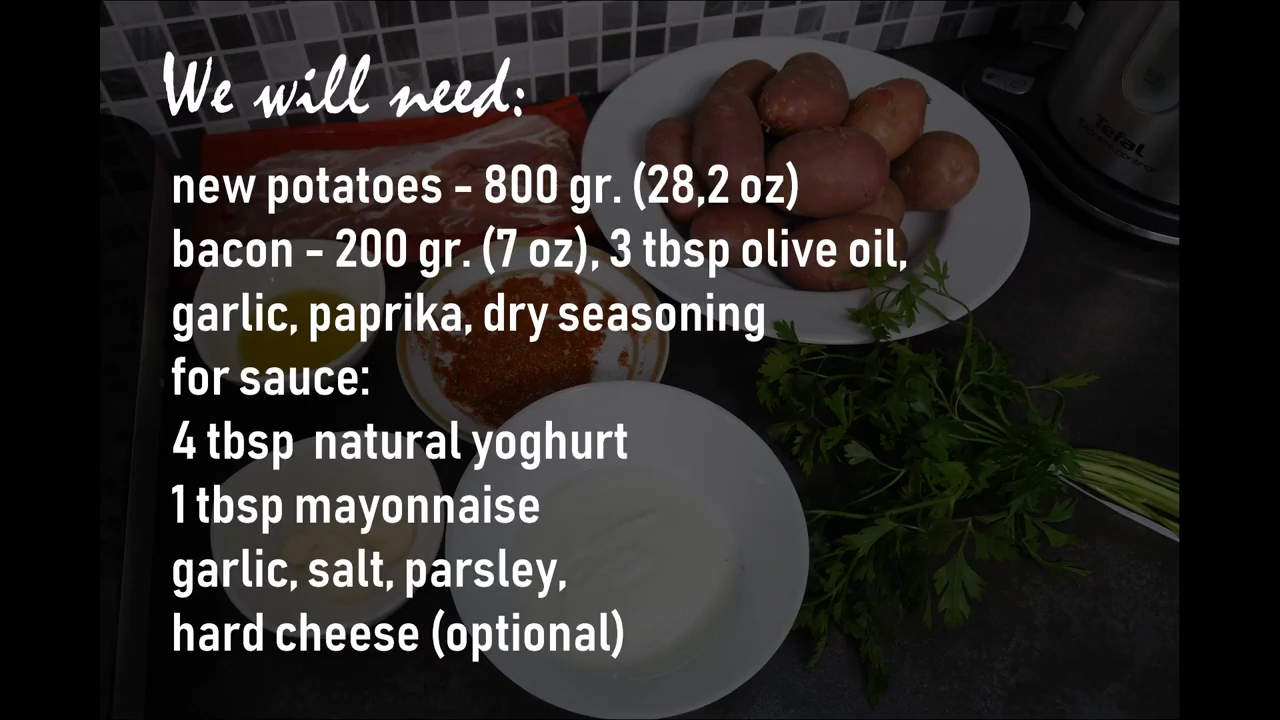 We will need:
new potatoes - 800 gr. (28,2 oz)
bacon - 200 gr. (7 oz), 3 tbsp olive oil,
garlic, paprika, dry seasoning
for sauce:
4 tbsp  natural yoghurt
1 tbsp mayonnaise
garlic, salt, parsley,
hard cheese (optional)
Tefal